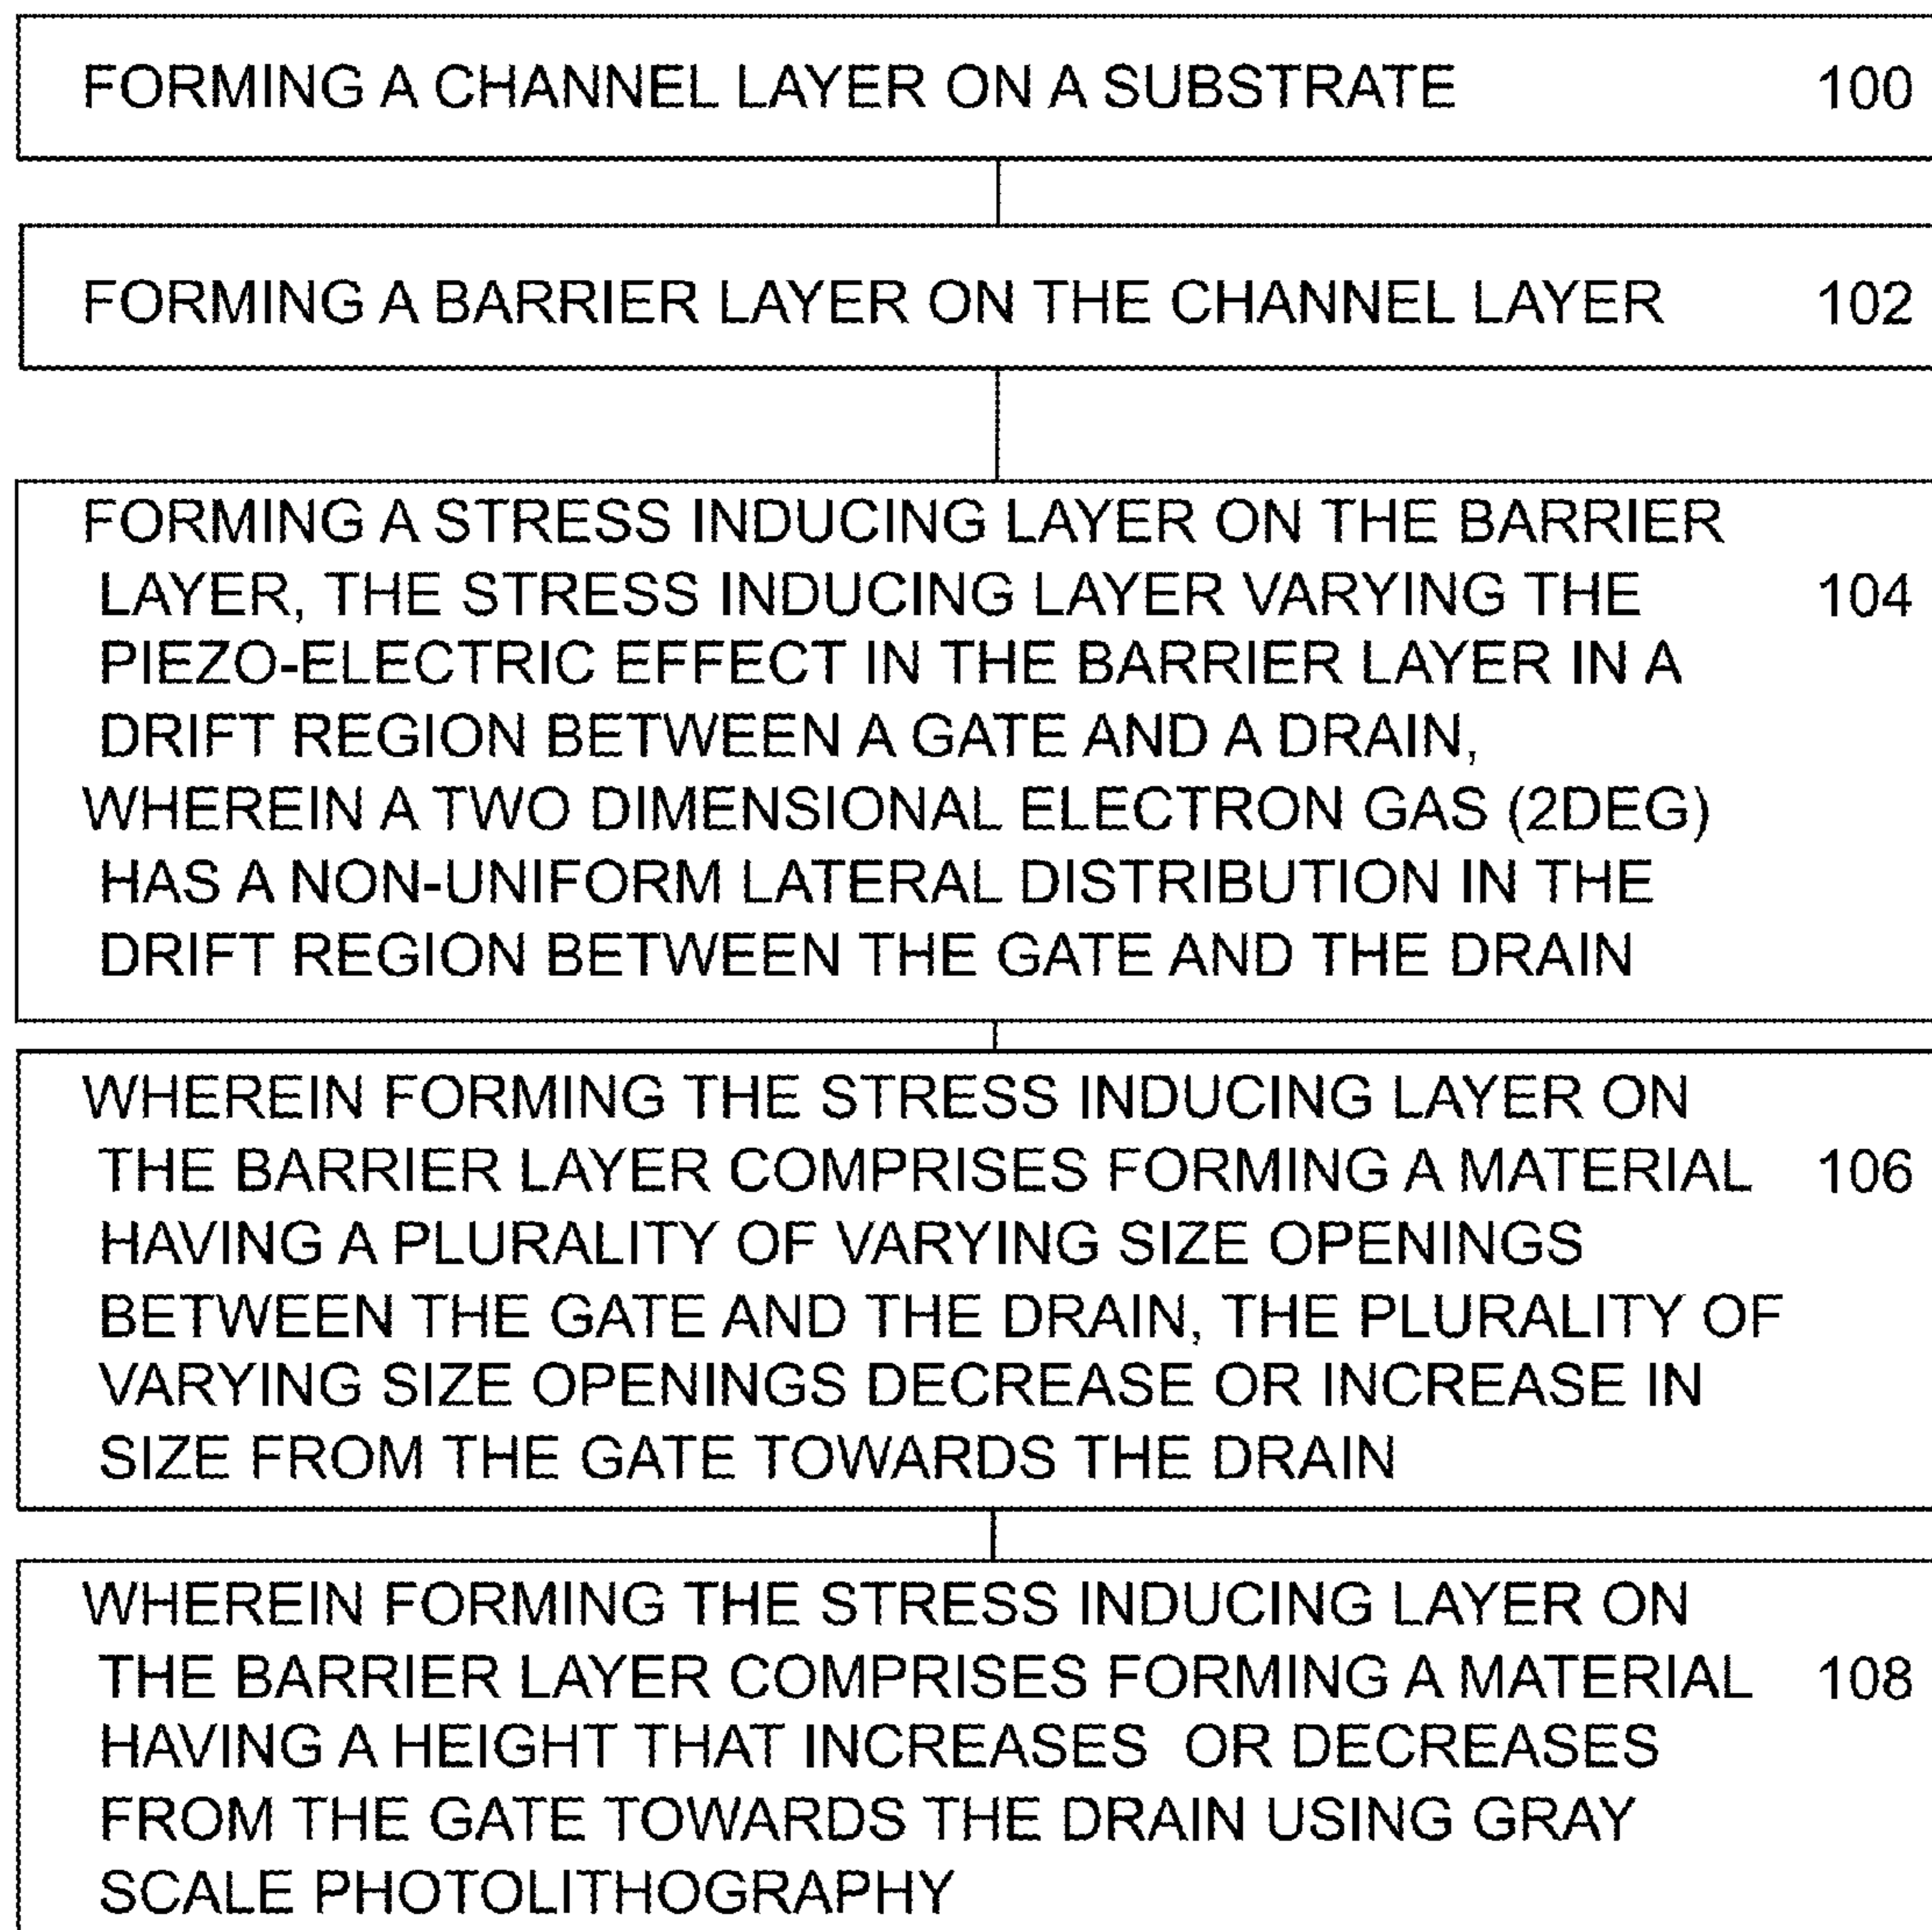 FORMING A CHANNEL LAYER ON A SUBSTRATE 100
FORMING A BARRIER LAYER ON THE CHANNEL LAYER 102
FORMING A STRESS INDUCING LAYER ON THE BARRIER
LAYER, THE STRESS INDUCING LAYER VARYING THE 104
PIEZO-ELECTRIC EFFECT IN THE BARRIER LAYER IN A
DRIFT REGION BETWEEN A GATE AND A DRAIN,
WHEREIN A TWO DIMENSIONAL ELECTRON GAS (2DEG)
HAS A NON-UNIFORM LATERAL DISTRIBUTION IN THE
DRIFT REGION BETWEEN THE GATE AND THE DRAIN
WHEREIN FORMING THE STRESS INDUCING LAYER ON
THE BARRIER LAYER COMPRISES FORMING A MATERIAL 106
HAVING A PLURALITY OF VARYING SIZE OPENINGS
BETWEEN THE GATE AND THE DRAIN, THE PLURALITY OF
VARYING SIZE OPENINGS DECREASE OR INCREASE IN
SIZE FROM THE GATE TOWARDS THE DRAIN
WHEREIN FORMING THE STRESS INDUCING LAYER ON
THE BARRIER LAYER COMPRISES FORMING A MATERIAL 108
HAVING A HEIGHT THAT INCREASES OR DECREASES
FROM THE GATE TOWARDS THE DRAIN USING GRAY
SCALE PHOTOLITHOGRAPHY